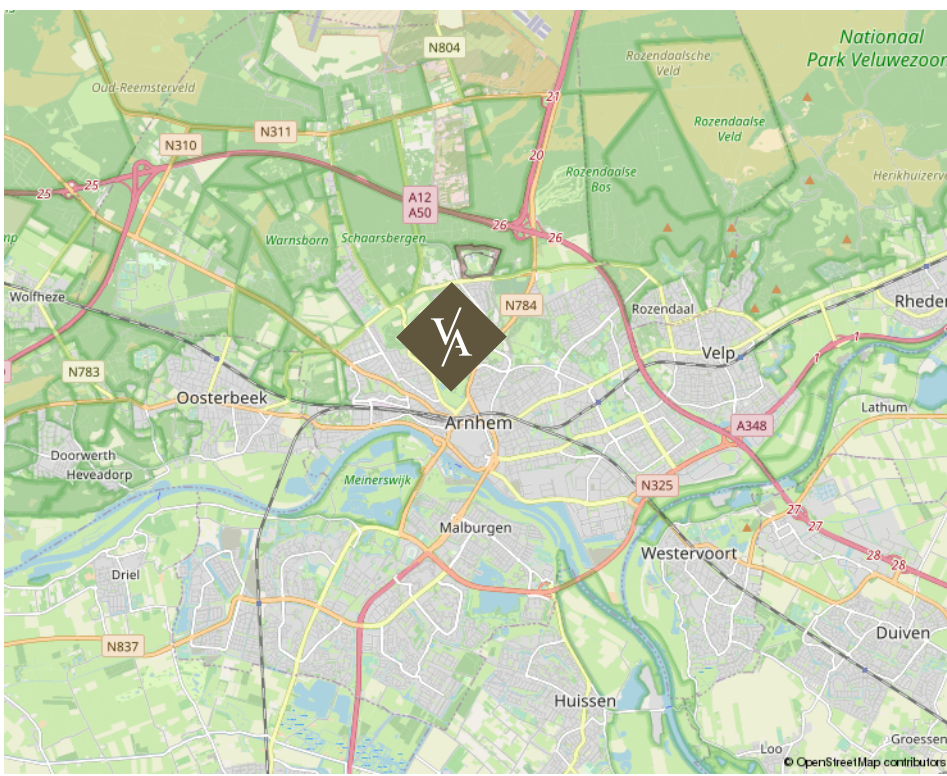 Nationaal
Park Veluwezoom
N804
Rozendaalsche
Veld
Oud-Reemsterveld
21
N311
N310
Rozendaalse
Veld
20
Rozendaalse
Bos
Herikhuizerv
25
25
A12
A50
26
26
Warnsborn
Schaarsbergen
Wolfheze
N784
Rozendaal
Rheden
V/A
1
1
Velp
N783
Oosterbeek
Lathum
Arnhem
A348
Doorwerth
Heveadorp
Meinerswijk
N325
27
27
Malburgen
Westervoort
28
28
Driel
Duiven
N837
Huissen
Loo
Groessen
© OpenStreetMap contributors